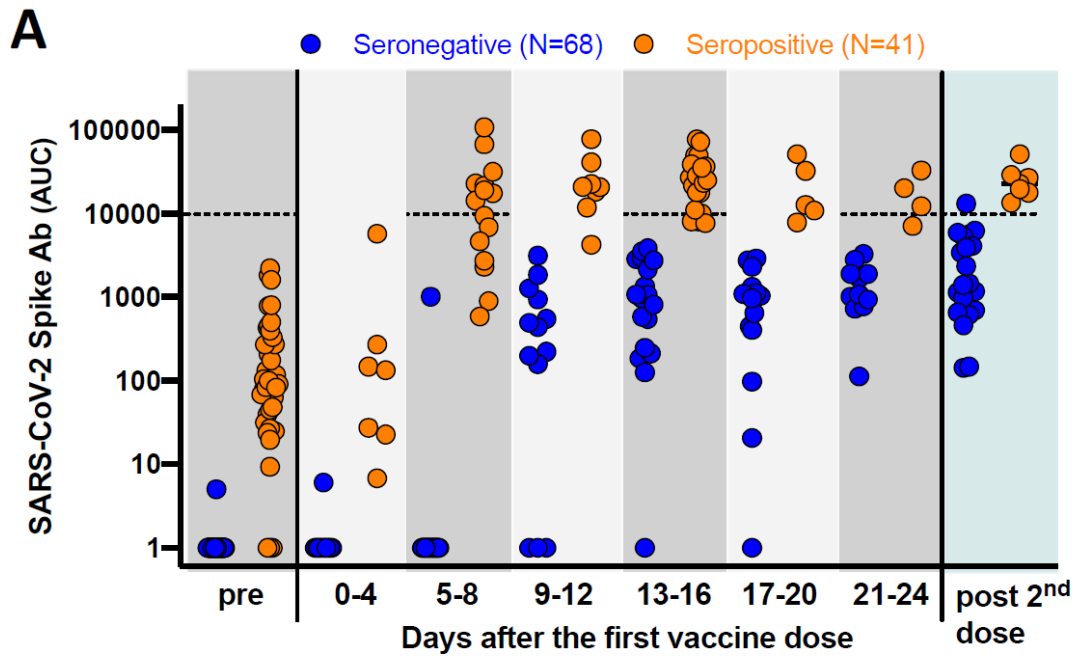 A
Seronegative (N=68) Seropositive (N=41)
SARS-CoV-2 Spike Ab (AUC)
100000
10000
1000
100
10
1
pre 0-4 5-8 9-12 13-16 17-20 21-24 post 2nd
dose
Days after the first vaccine dose